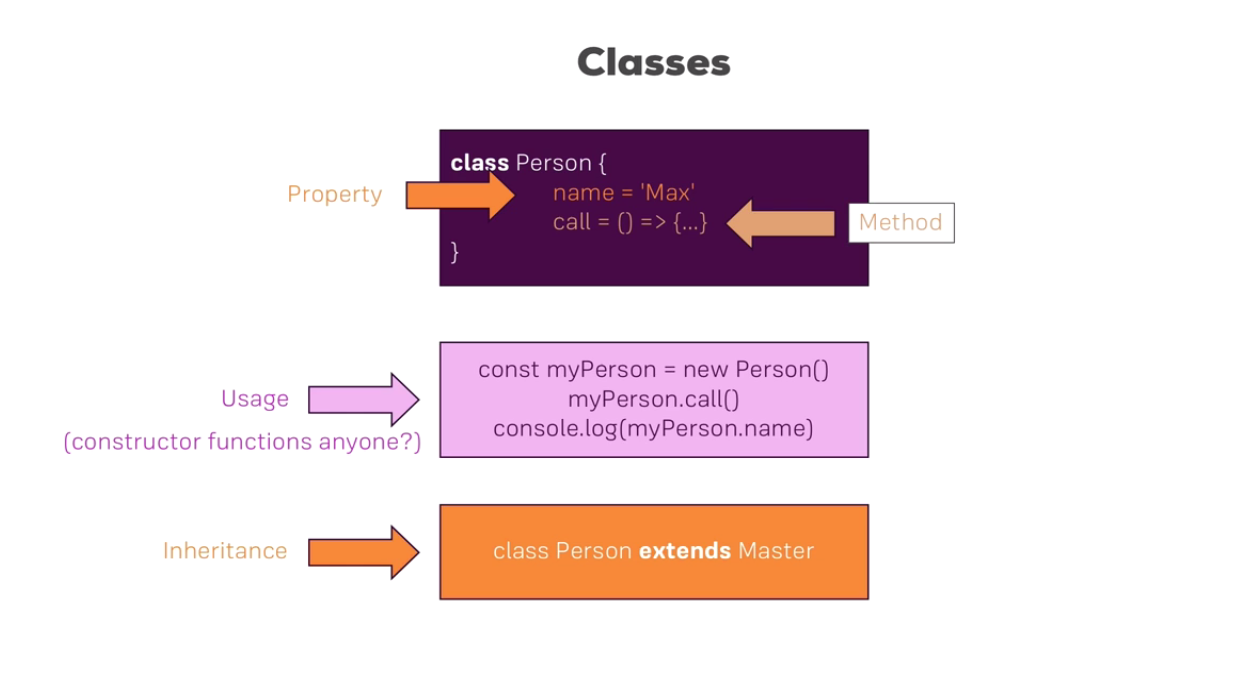 Classes
class Person {
Property
name = 'Max'
call = () => {...}
Method
}
Usage
(constructor functions anyone?)
const myPerson = new Person()
myPerson.call()
console.log(myPerson.name)
Inheritance
class Person extends Master